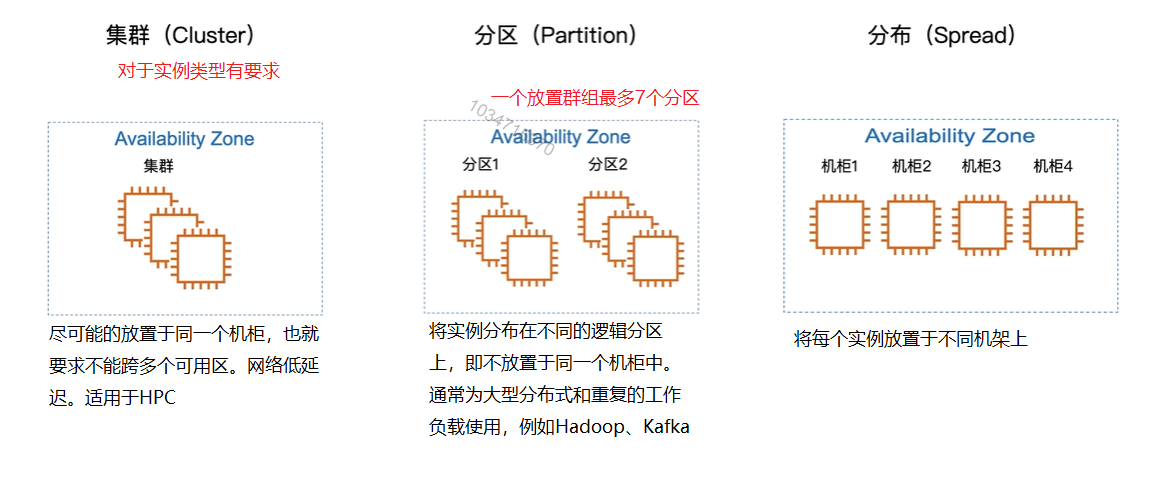 集群（Cluster）
对于实例类型有要求
Availability Zone
集群
尽可能的放置于同一个机柜，也就
要求不能跨多个可用区。网络低延
迟。适用于HPC
分区（Partition）
一个放置群组最多7个分区
Availability Zone
分区1
分区2
将实例分布在不同的逻辑分区
上，即不放置于同一个机柜中。
通常为大型分布式和重复的工作
负载使用，例如Hadoop、Kafka
分布（Spread）
Availability Zone
机柜1
机柜2
机柜3
机柜4
将每个实例放置于不同机架上